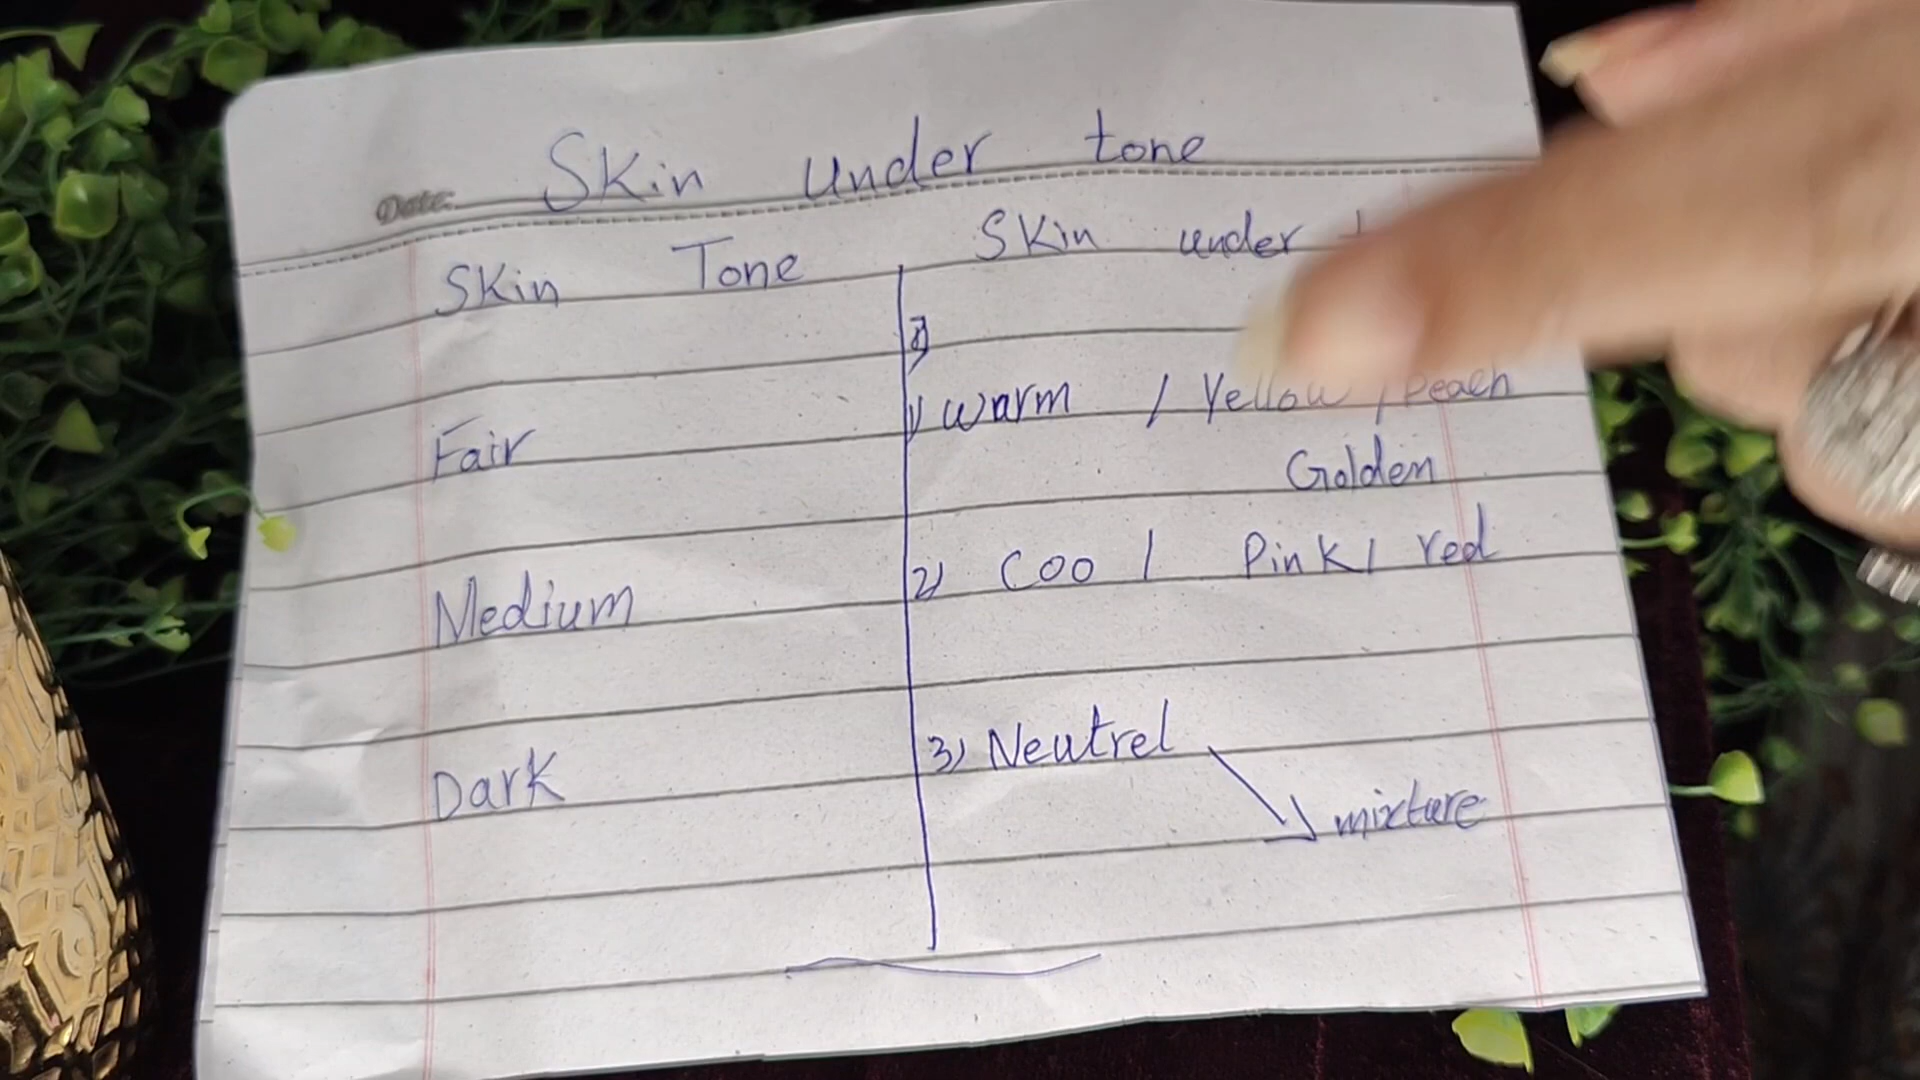 Skin under tone
Date
Skin Tone
Skin under
Fair
Medium
Dark
1) warm / Yellow / Peach
Golden
2) Cool Pink / red
3) Neutrel
mixture